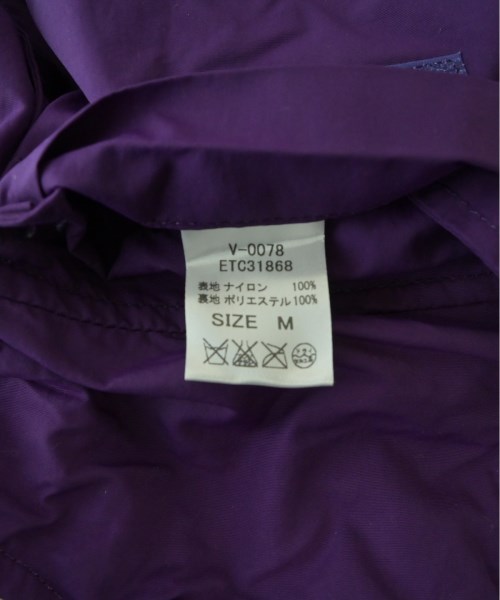 V-0078
ETC31868
表地 ナイロン 100%
裏地 ポリエステル 100%
SIZE M